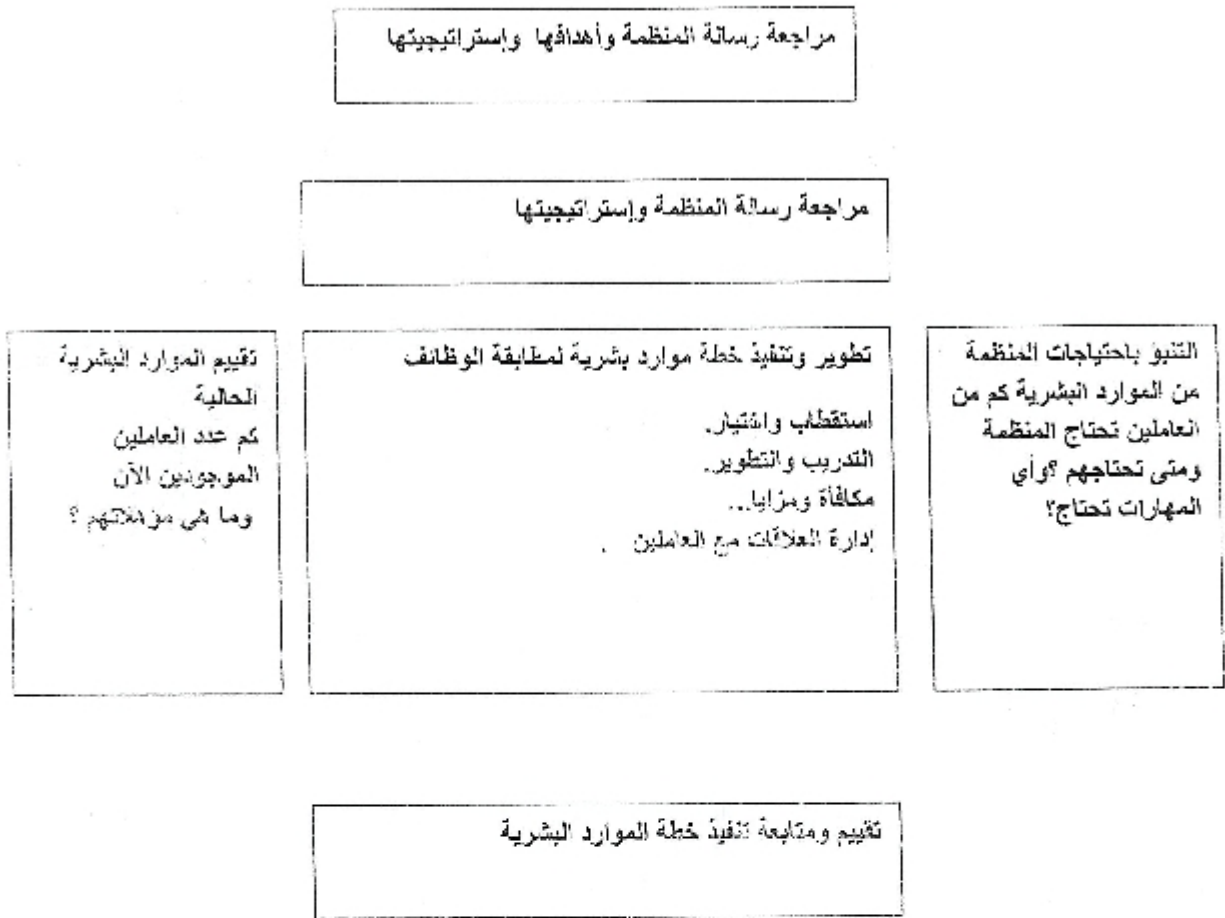 مراجعة رسالة المنظمة وأهدافها وإستراتيجيتها
مراجعة رسالة المنظمة وإستراتيجيتها
التنبؤ باحتياجات المنظمة
من الموارد البشرية كم من
العاملين تحتاج المنظمة
ومتى تحتاجهم ؟وأي
المهارات تحتاج؟
تطوير وتنفيذ خطة موارد بشرية لمطابقة الوظائف
استقطاب واختيار.
التدريب والتطوير.
مكافأة ومزايا...
إدارة العلاقات مع العاملين .
تقييم الموارد البشرية
الحالية
كم عدد العاملين
الموجودين الآن
وما هي مؤهلاتهم ؟
تقييم ومتابعة تنفيذ خطة الموارد البشرية